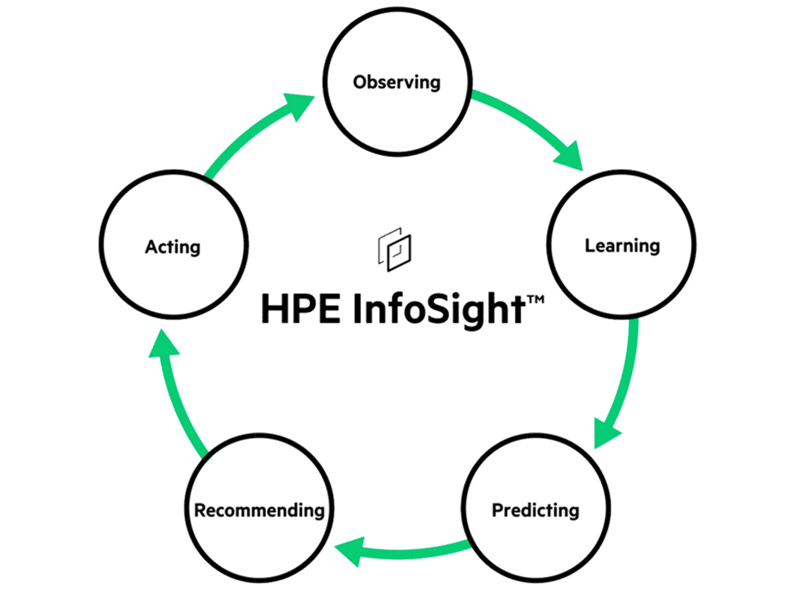 Observing
Learning
Predicting
Recommending
Acting
HPE InfoSight™